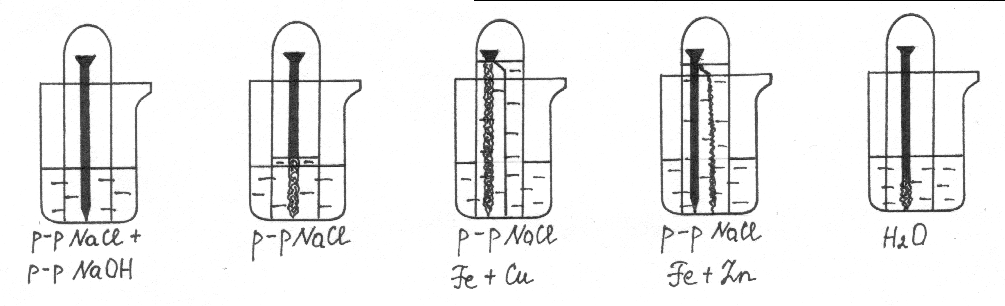 р-р NaCl +
р-р NaOH
р-р NaCl
р-р NaCl
Fe + Cu
р-р NaCl
Fe + Zn
H₂O